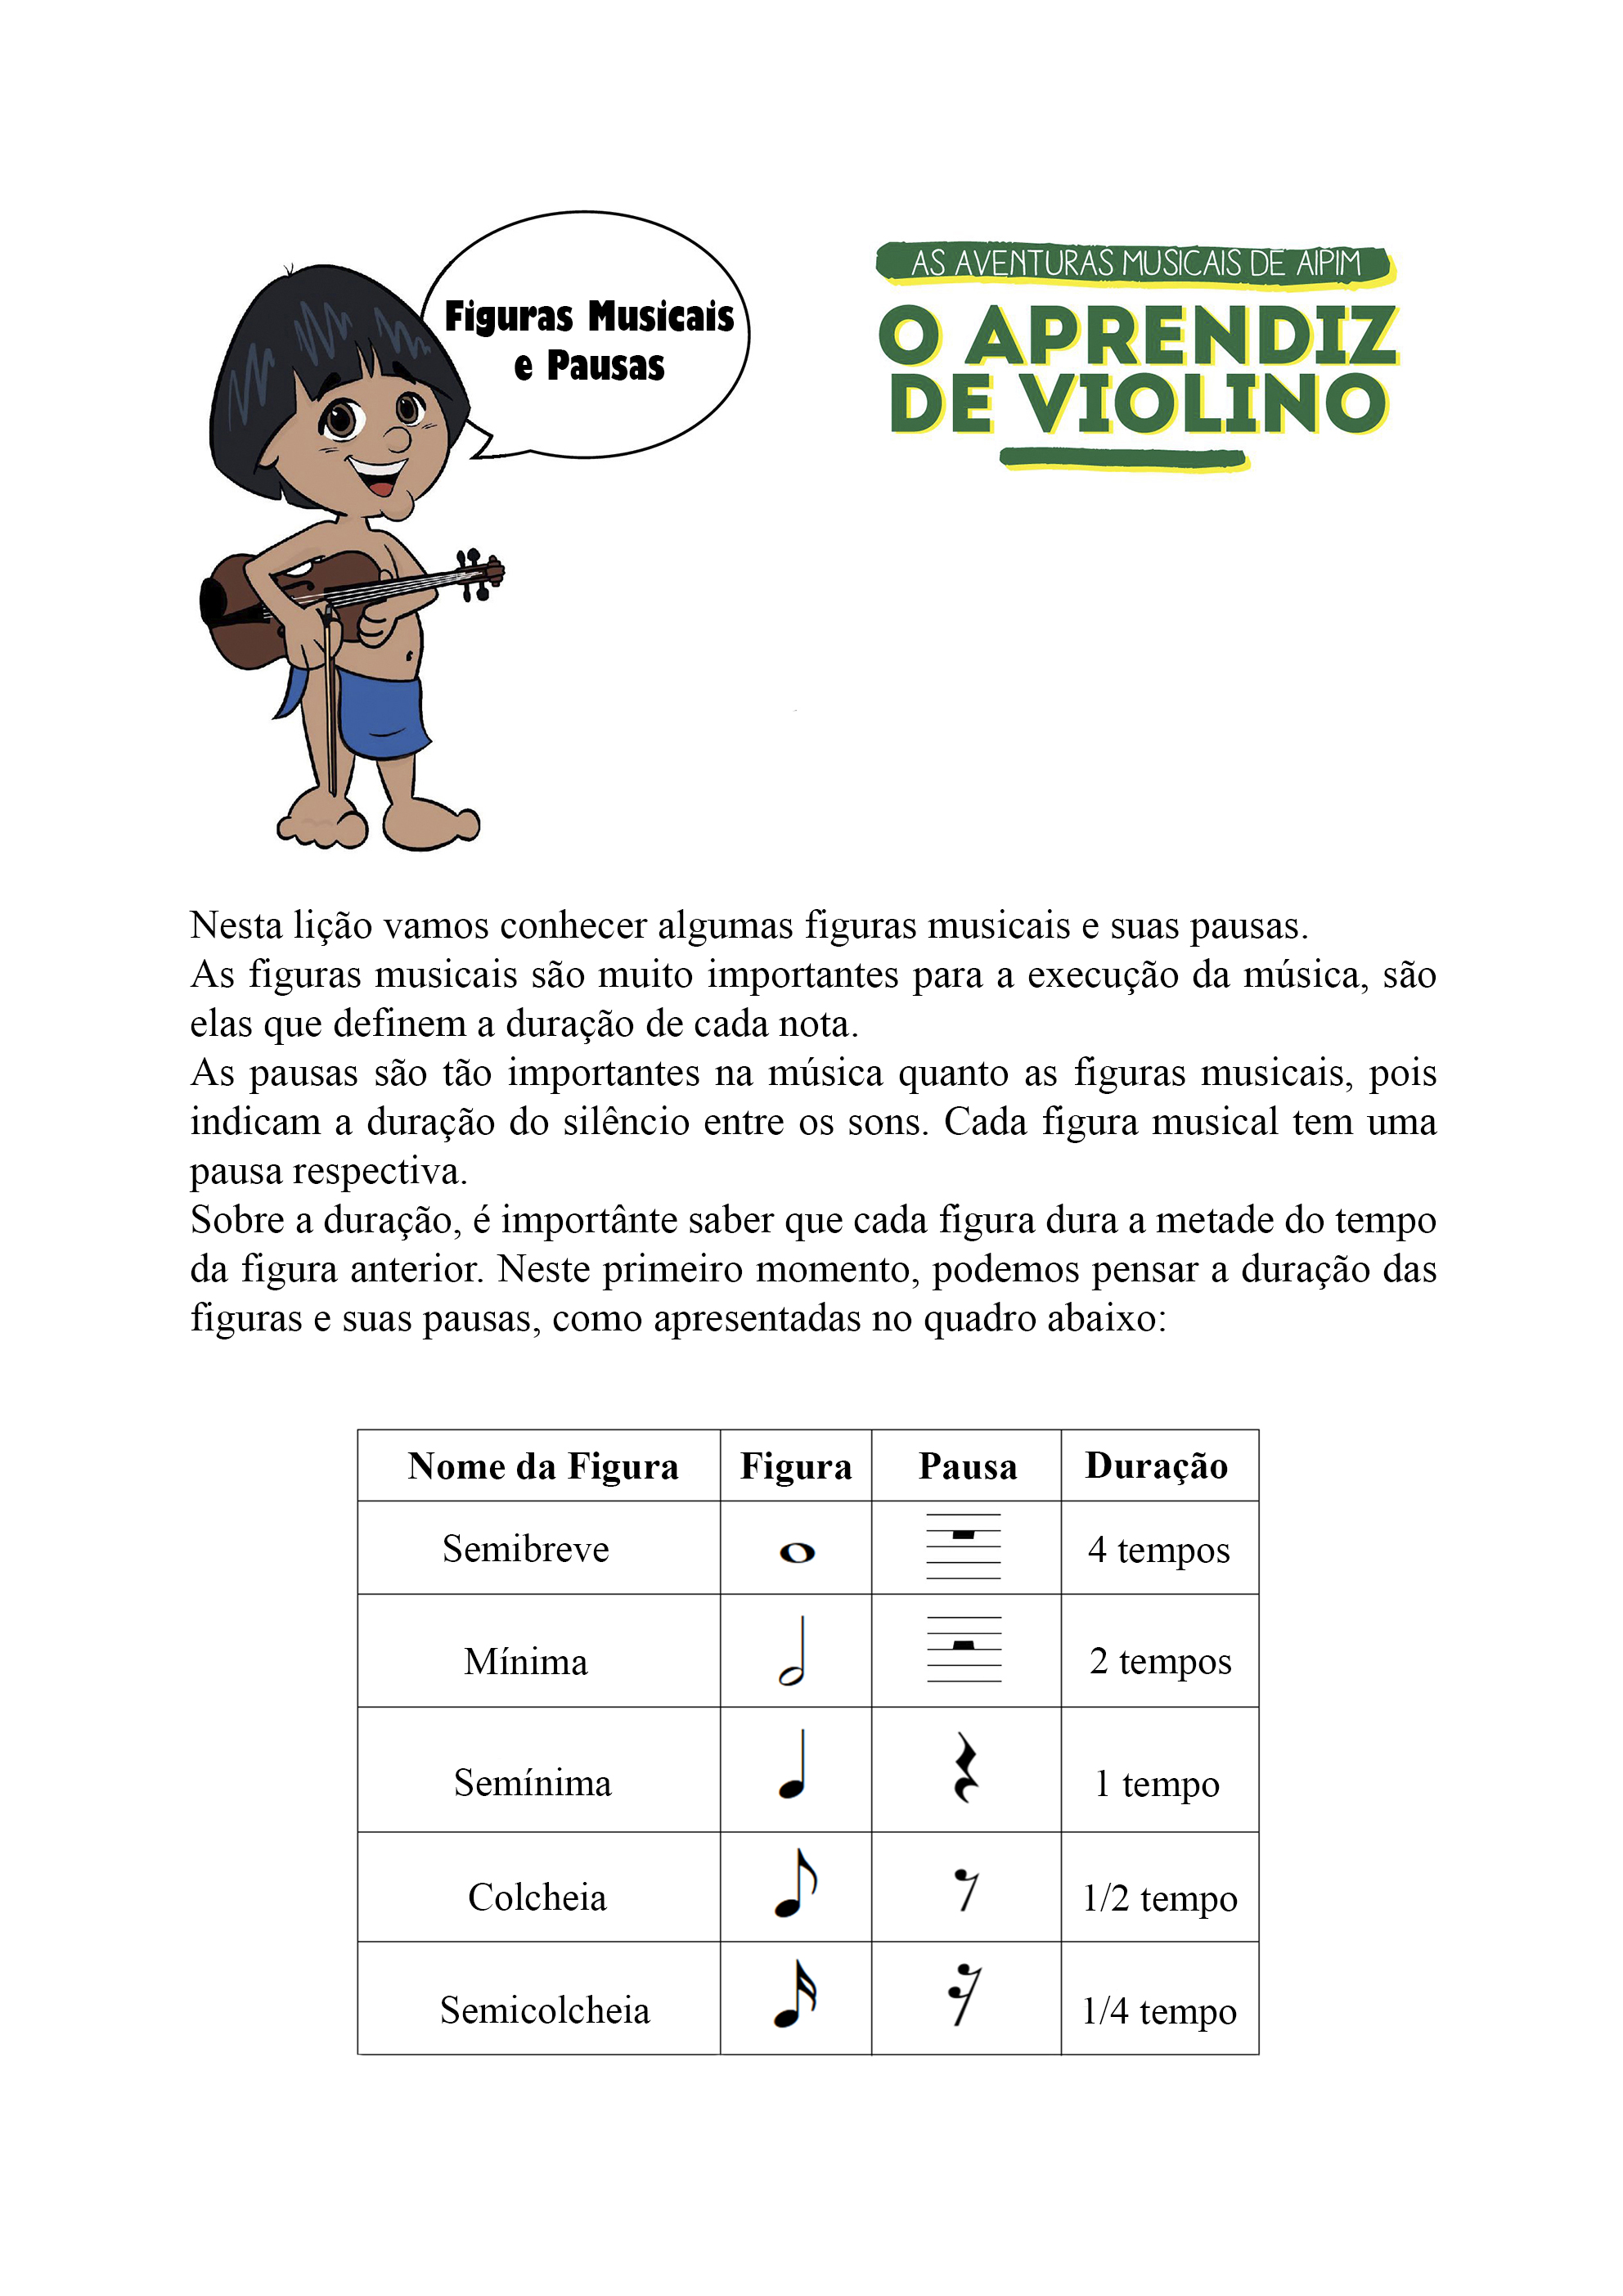 Figuras Musicais
e Pausas
AS AVENTURAS MUSICAIS DE AIPIM
O APRENDIZ
DE VIOLINO
Nesta lição vamos conhecer algumas figuras musicais e suas pausas.
As figuras musicais são muito importantes para a execução da música, são
elas que definem a duração de cada nota.
As pausas são tão importantes na música quanto as figuras musicais, pois
indicam a duração do silêncio entre os sons. Cada figura musical tem uma
pausa respectiva.
Sobre a duração, é importânte saber que cada figura dura a metade do tempo
da figura anterior. Neste primeiro momento, podemos pensar a duração das
figuras e suas pausas, como apresentadas no quadro abaixo:
Nome da Figura Figura Pausa Duração
Semibreve 4 tempos
Mínima 2 tempos
Semínima 1 tempo
Colcheia 1/2 tempo
Semicolcheia 1/4 tempo